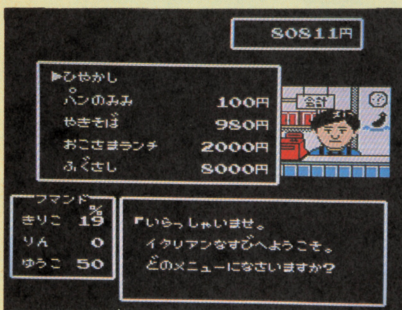 80811円
▶ひやかし
パンのみみ 100円
やきそば 980円
おこさまランチ 2000円
ふぐさし 8000円
会計
フマンド
%
きりこ 19
りん 0
ゆうこ 50
『いらっしゃいませ。
イタリアンなすびへようこそ。
どのメニューになさいますか?